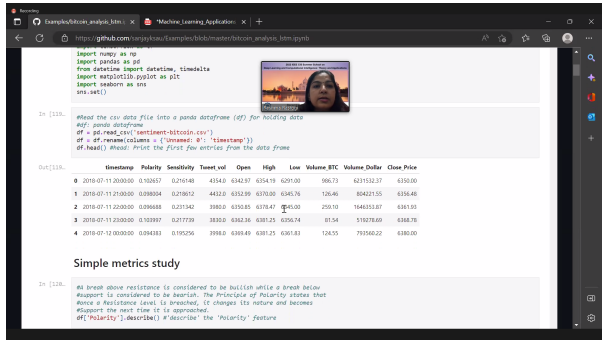 Recording
Examples/bitcoin_analysis_btm.i
*Machine_Learning_Application
https://github.com/sanjayksau/Examples/blob/master/bitcoin_analysis_btm.ipynb
import numpy as np
import pandas as pd
from datetime import datetime, timedelta
import matplotlib.pyplot as plt
import seaborn as sns
sns.set()
In [119…
#Read the csv data file into a panda dataframe (df) for holding data
#df: panda dataframe
df = pd.read_csv('sentiment-bitcoin.csv')
df = df.rename(columns = {'Unnamed: 0': 'timestamp'})
df.head() #head: Print the first few entries from the data frame
Out[119…
timestamp Polarity Sensitivity Tweet_vol Open High Low Volume_BTC Volume_Dollar Close_Price
0 2018-07-11 20:00:00 0.102657 0.216148 4354.0 6342.97 6354.19 6291.00 986.73 6231532.37 6350.00
1 2018-07-11 21:00:00 0.098004 0.218612 4432.0 6352.99 6370.00 6345.76 126.46 804221.55 6356.48
2 2018-07-11 22:00:00 0.096688 0.231342 3980.0 6350.85 6378.47 6345.00 259.10 1646353.87 6361.93
3 2018-07-11 23:00:00 0.103997 0.217739 3830.0 6362.36 6381.25 6356.74 81.54 519278.69 6368.78
4 2018-07-12 00:00:00 0.094383 0.195256 3998.0 6369.49 6381.25 6361.83 124.55 793560.22 6380.00
Simple metrics study
In [120…
#A break above resistance is considered to be bullish while a break below
#support is considered to be bearish. The Principle of Polarity states that
#once a Resistance Level is breached, it changes its nature and becomes
#Support the next time it is approached.
df['Polarity'].describe() #'describe' the 'Polarity' feature